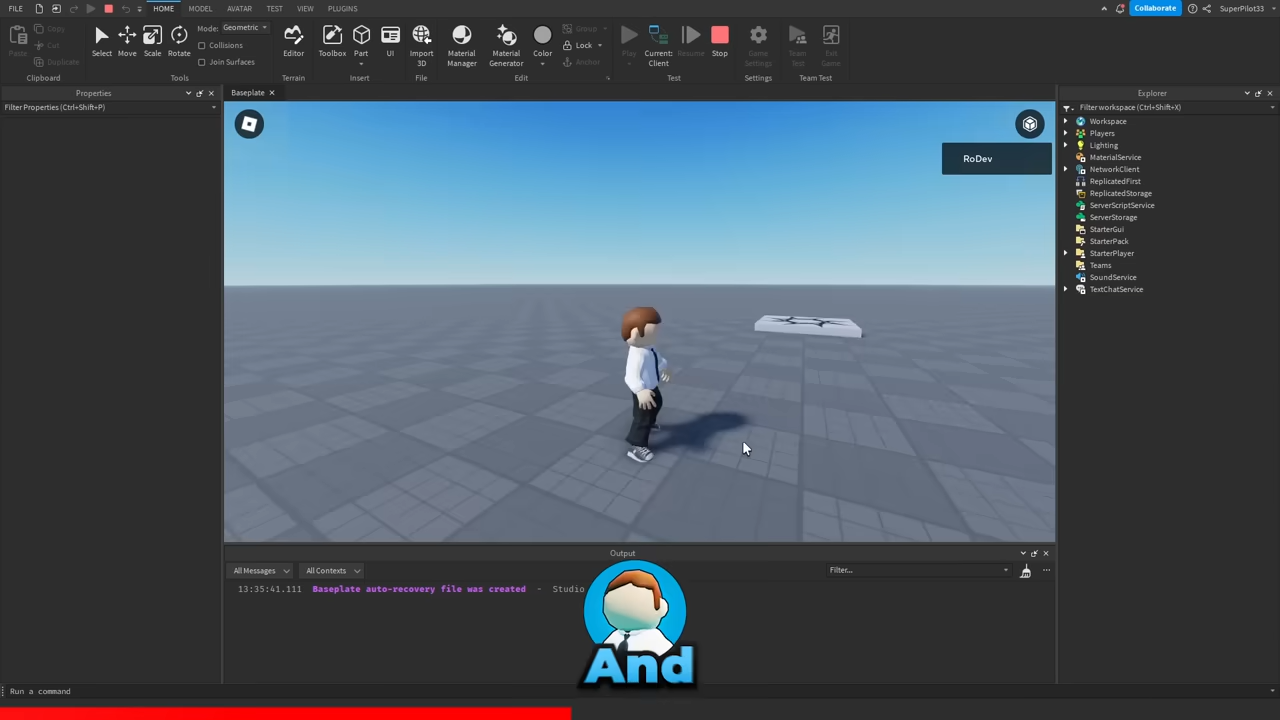 FILE HOME MODEL AVATAR TEST VIEW PLUGINS Collaborate SuperPilot33
Paste Copy Cut Duplicate Clipboard
Select Move Scale Rotate Mode: Geometric Collisions Join Surfaces Tools
Editor Terrain
Toolbox Part UI Insert
Import 3D File
Material Manager Material Generator Color Group Lock Anchor Edit
Play Current: Client Resume Stop Test
Game Settings Settings
Team Test Exit Game Team Test
Properties
Filter Properties (Ctrl+Shift+P)
Baseplate
RoDev
Explorer
Filter workspace (Ctrl+Shift+X)
Workspace
Players
Lighting
MaterialService
NetworkClient
ReplicatedFirst
ReplicatedStorage
ServerScriptService
ServerStorage
StarterGui
StarterPack
StarterPlayer
Teams
SoundService
TextChatService
Output
All Messages All Contexts Filter...
13:35:41.111 Baseplate auto-recovery file was created - Studio
And
Run a command